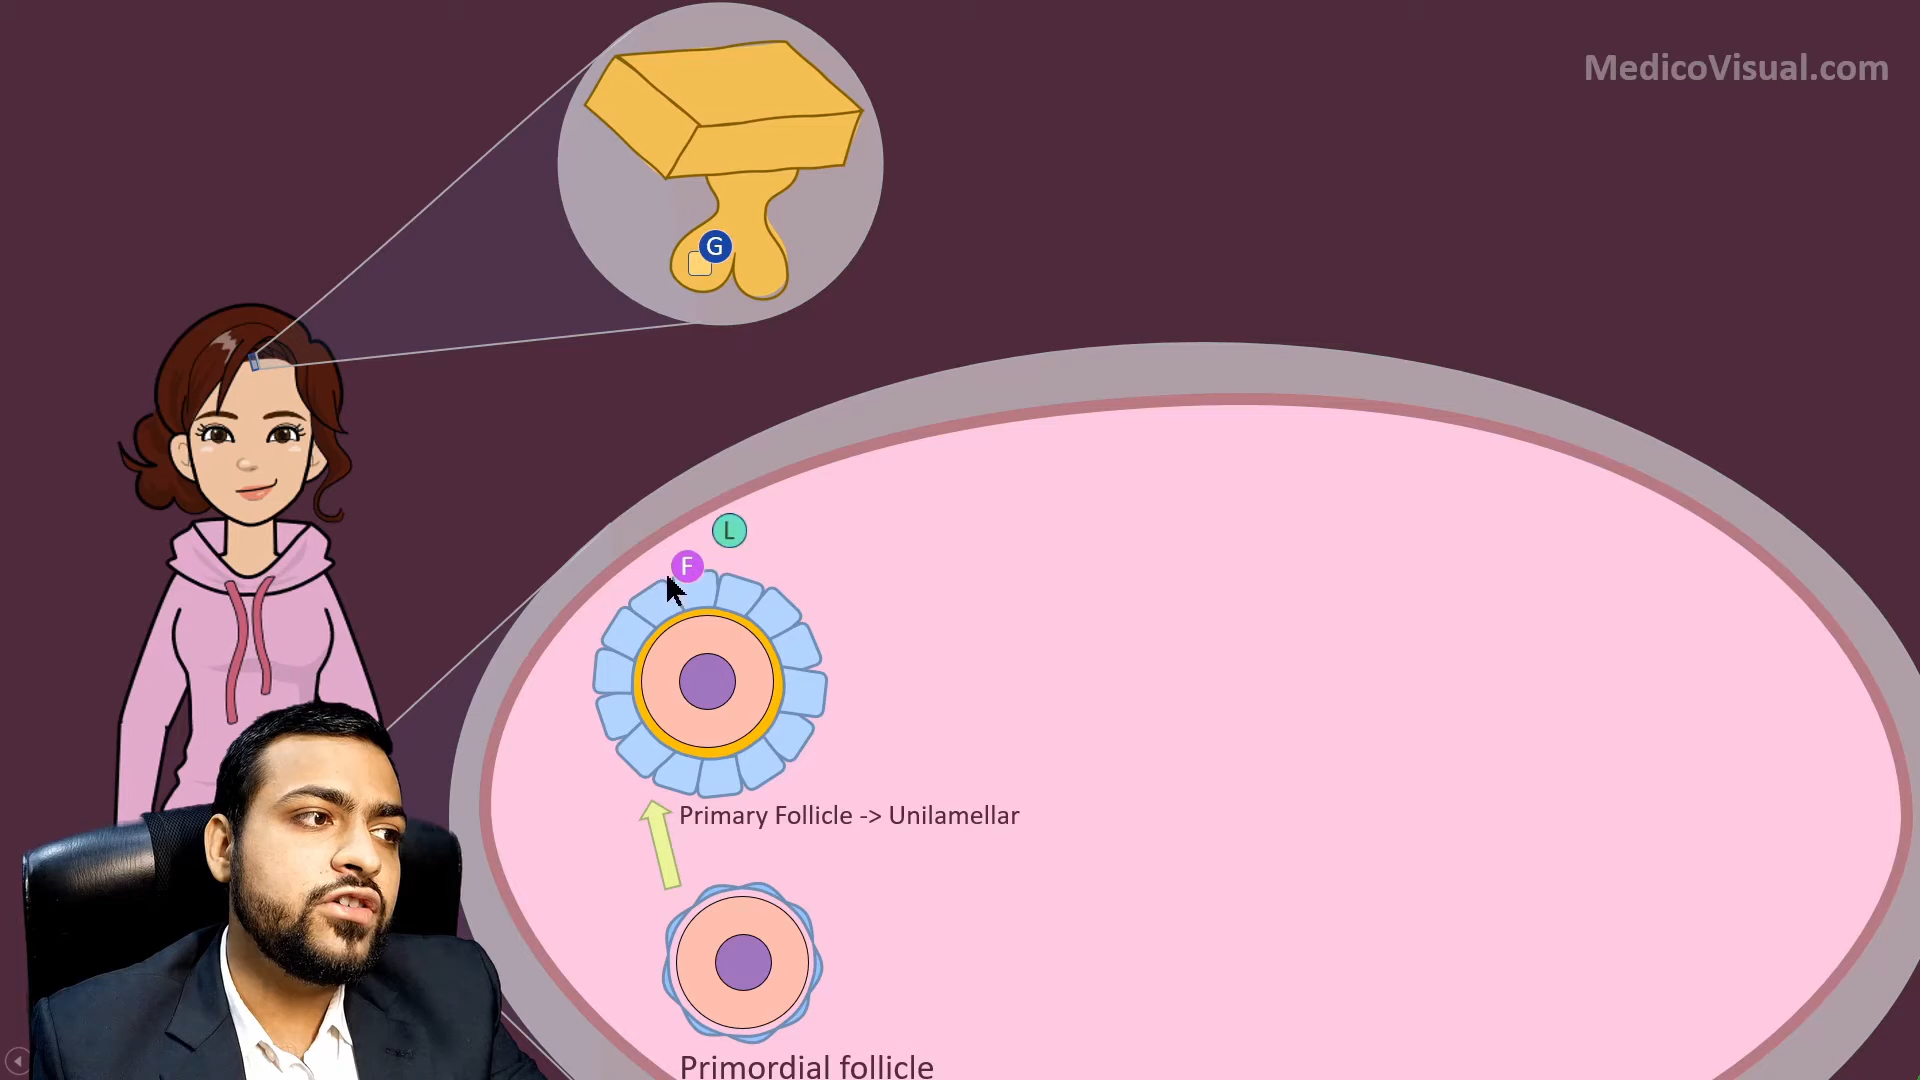 MedicoVisual.com
G
L
F
Primary Follicle -> Unilamellar
Primordial follicle